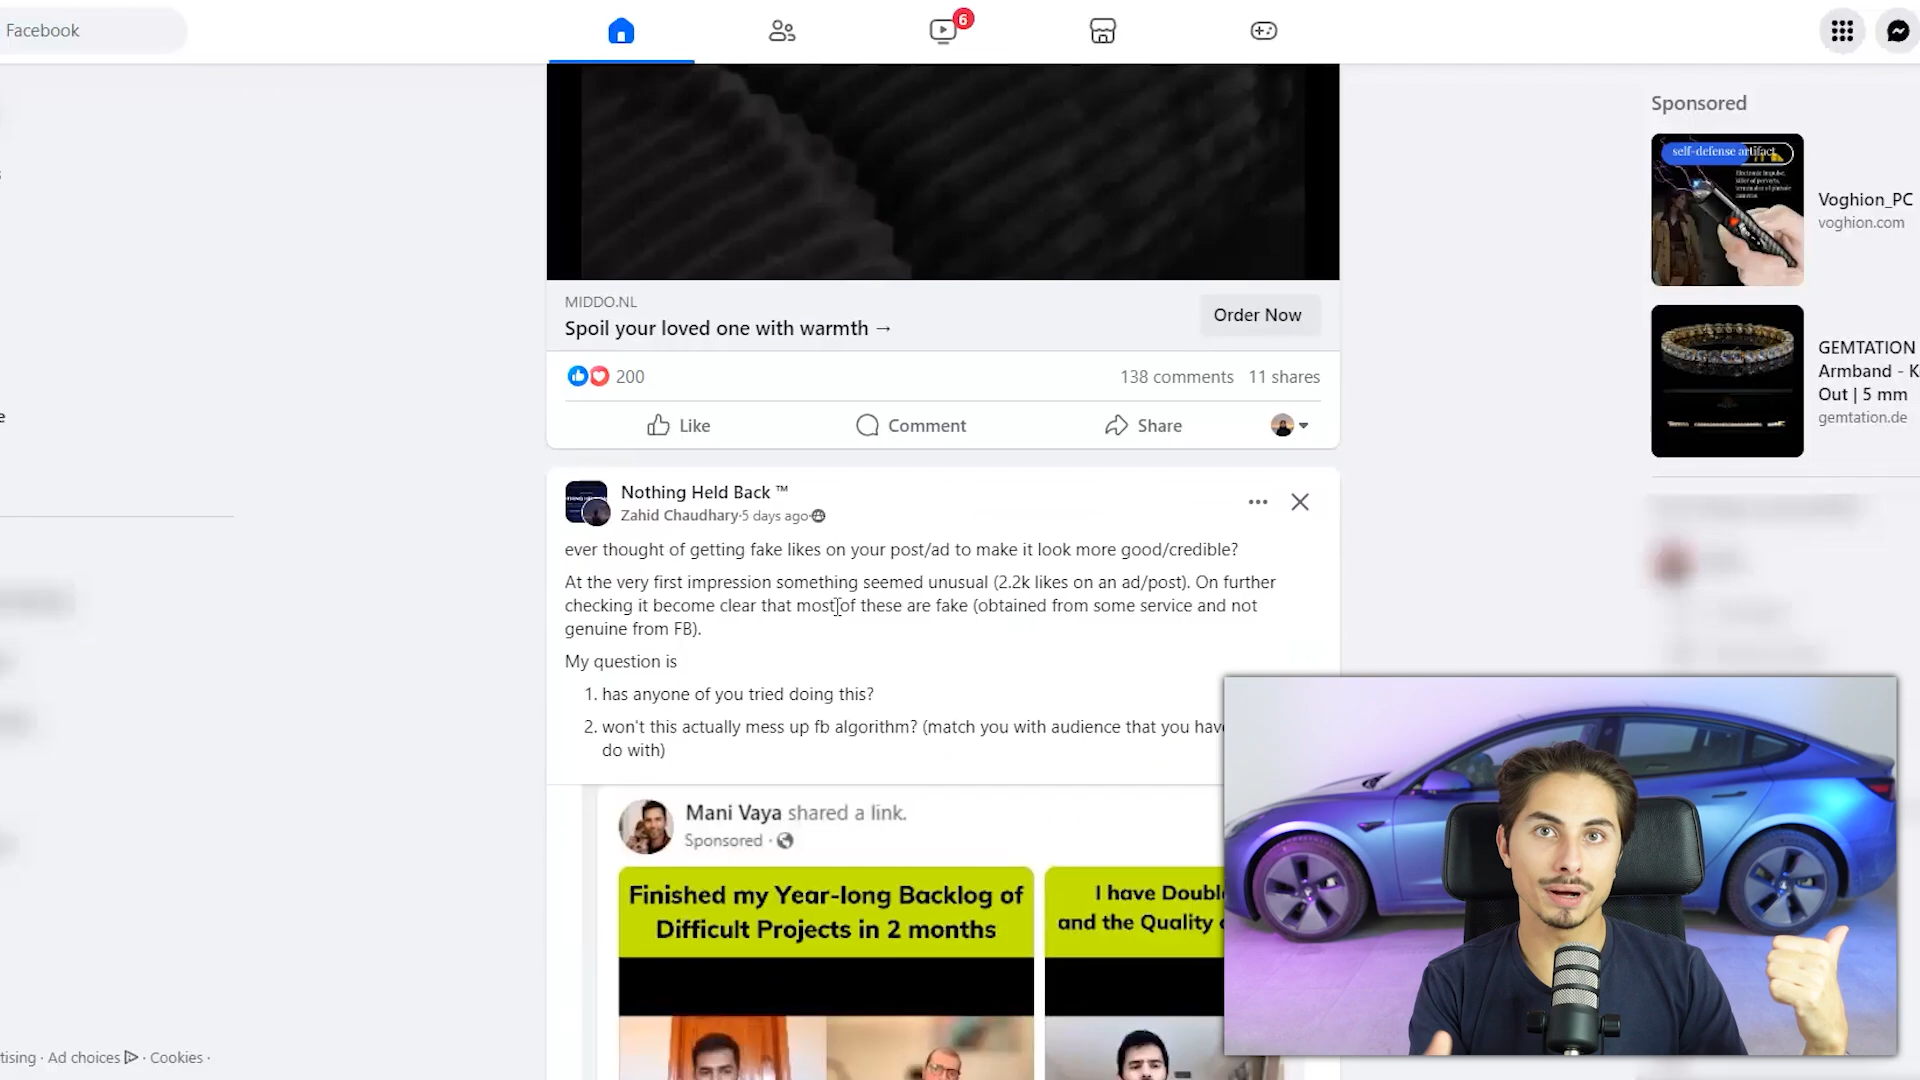 Facebook
6
Sponsored
self-defense artifact
Voghion_PC
voghion.com
GEMTATION
Armband - K
Out | 5 mm
gemtation.de
MIDDO.NL
Spoil your loved one with warmth →
Order Now
200
138 comments 11 shares
Like
Comment
Share
Nothing Held Back ™
Zahid Chaudhary · 5 days ago ·
ever thought of getting fake likes on your post/ad to make it look more good/credible?
At the very first impression something seemed unusual (2.2k likes on an ad/post). On further
checking it become clear that most of these are fake (obtained from some service and not
genuine from FB).
My question is
1. has anyone of you tried doing this?
2. won't this actually mess up fb algorithm? (match you with audience that you have
do with)
Mani Vaya shared a link.
Sponsored ·
Finished my Year-long Backlog of
Difficult Projects in 2 months
I have Doubl
and the Quality
tising · Ad choices · Cookies ·